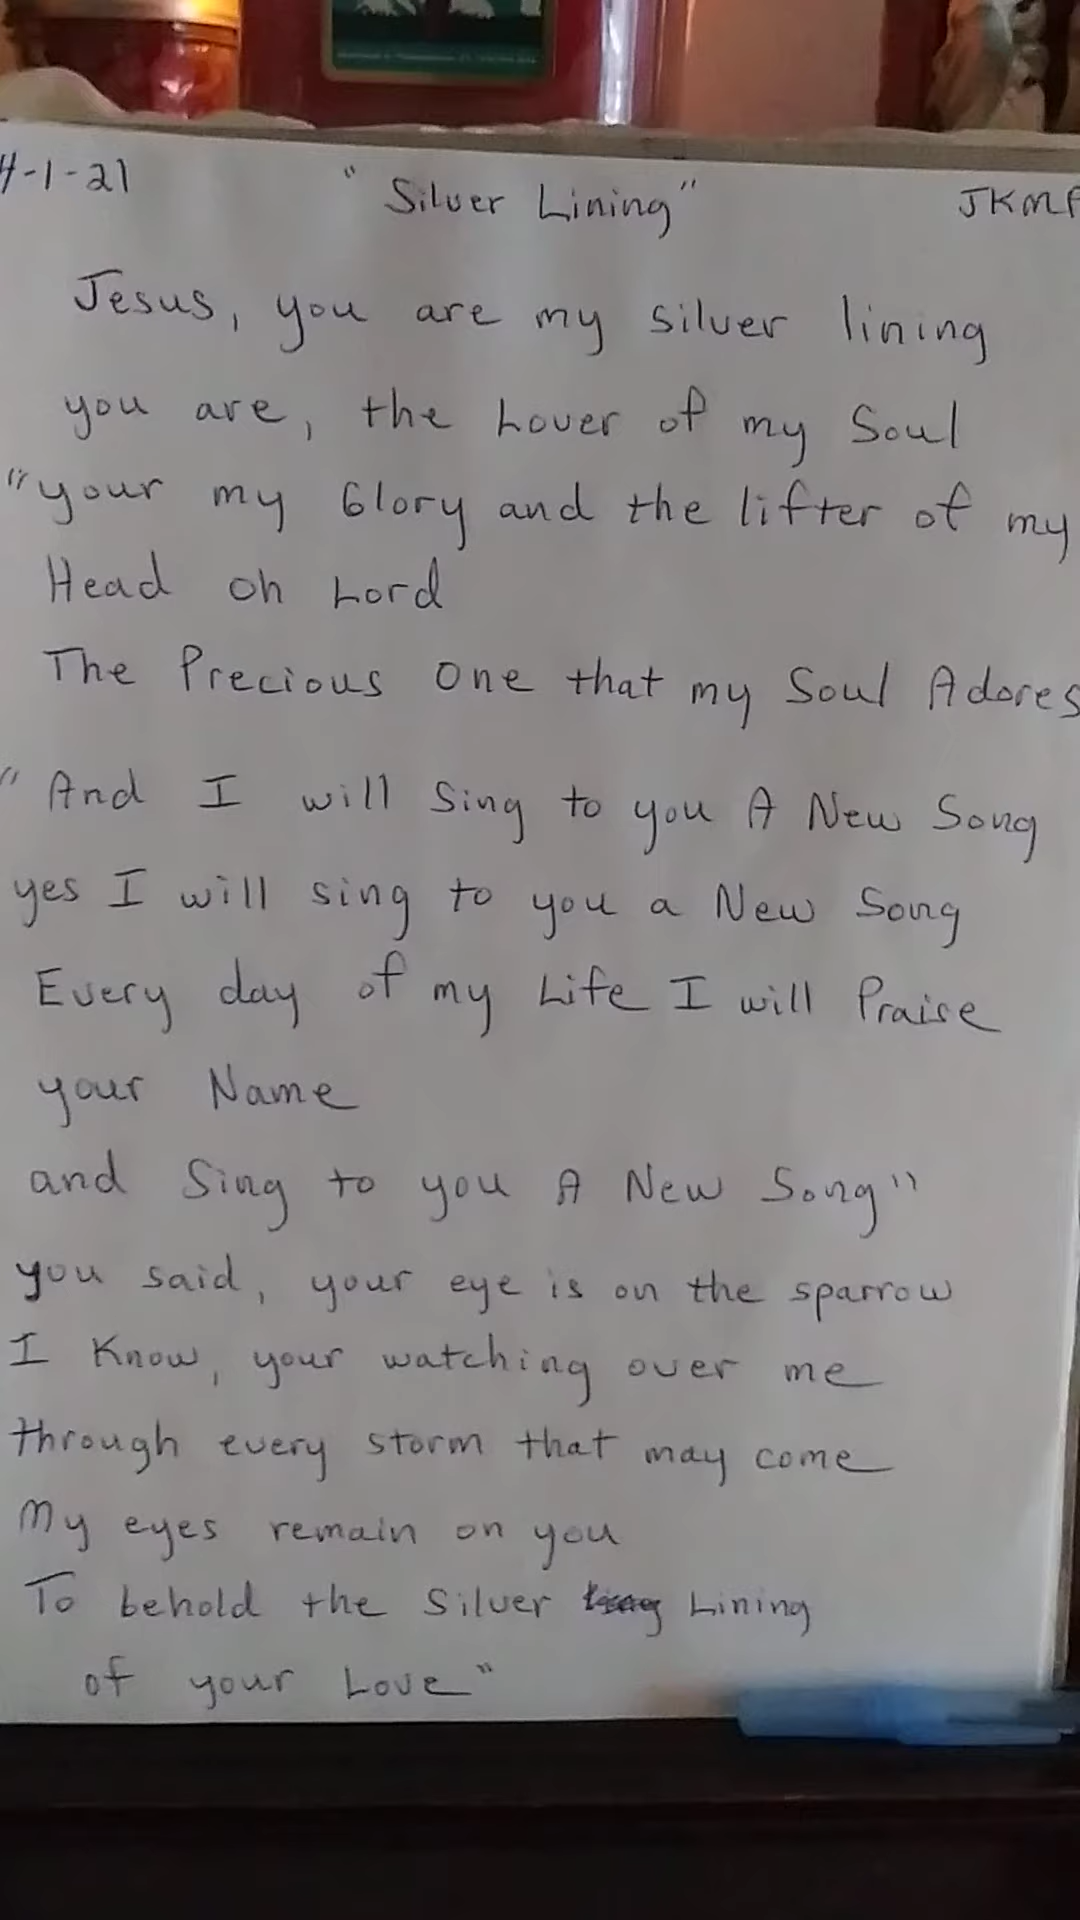 4-1-21 "Silver Lining" JKMP
Jesus, you are my silver lining
you are, the Lover of my Soul
"your my Glory and the lifter of my
Head oh Lord
The Precious One that my Soul Adores
"And I will Sing to you A New Song
yes I will sing to you a New Song
Every day of my Life I will Praise
your Name
and Sing to you A New Song"
you said, your eye is on the sparrow
I Know, your watching over me
through every storm that may come
My eyes remain on you
To behold the Silver Lining
of your Love"